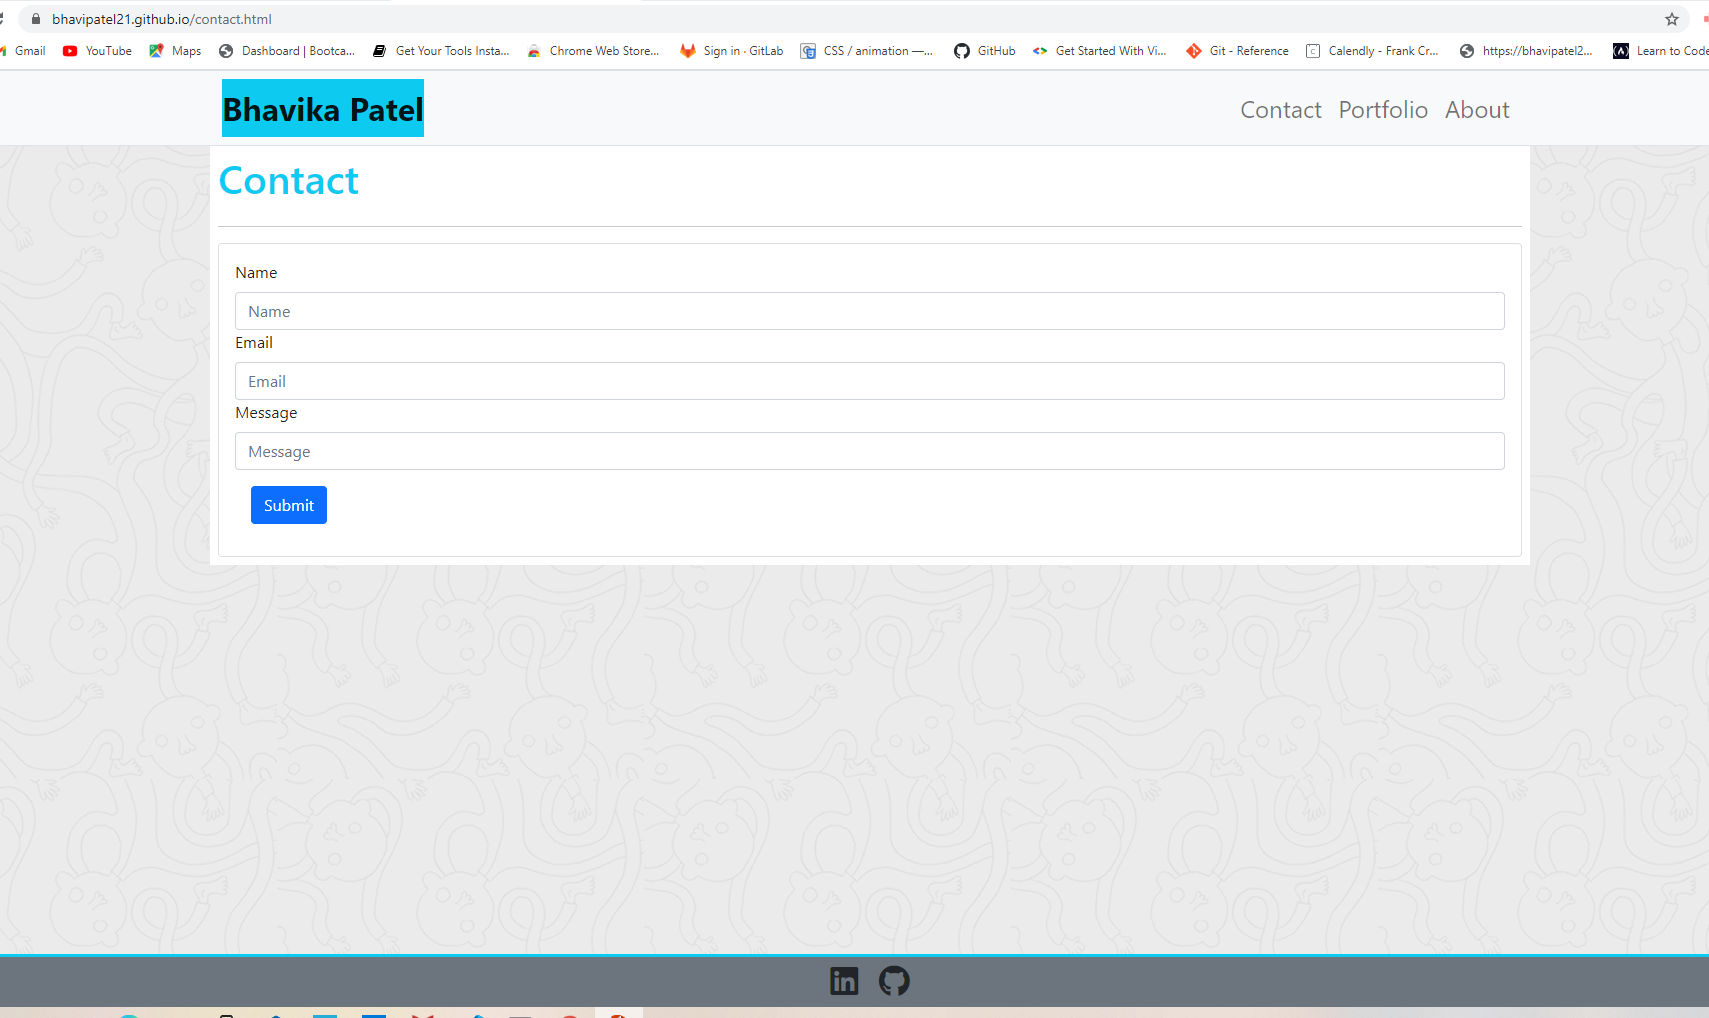 bhavipatel21.github.io/contact.html
Gmail YouTube Maps Dashboard | Bootca... Get Your Tools Insta... Chrome Web Store... Sign in · GitLab CSS / animation —... GitHub Get Started With Vi... Git - Reference Calendly - Frank Cr... https://bhavipatel2... Learn to Code
Bhavika Patel Contact Portfolio About
Contact
Name
Name
Email
Email
Message
Message
Submit